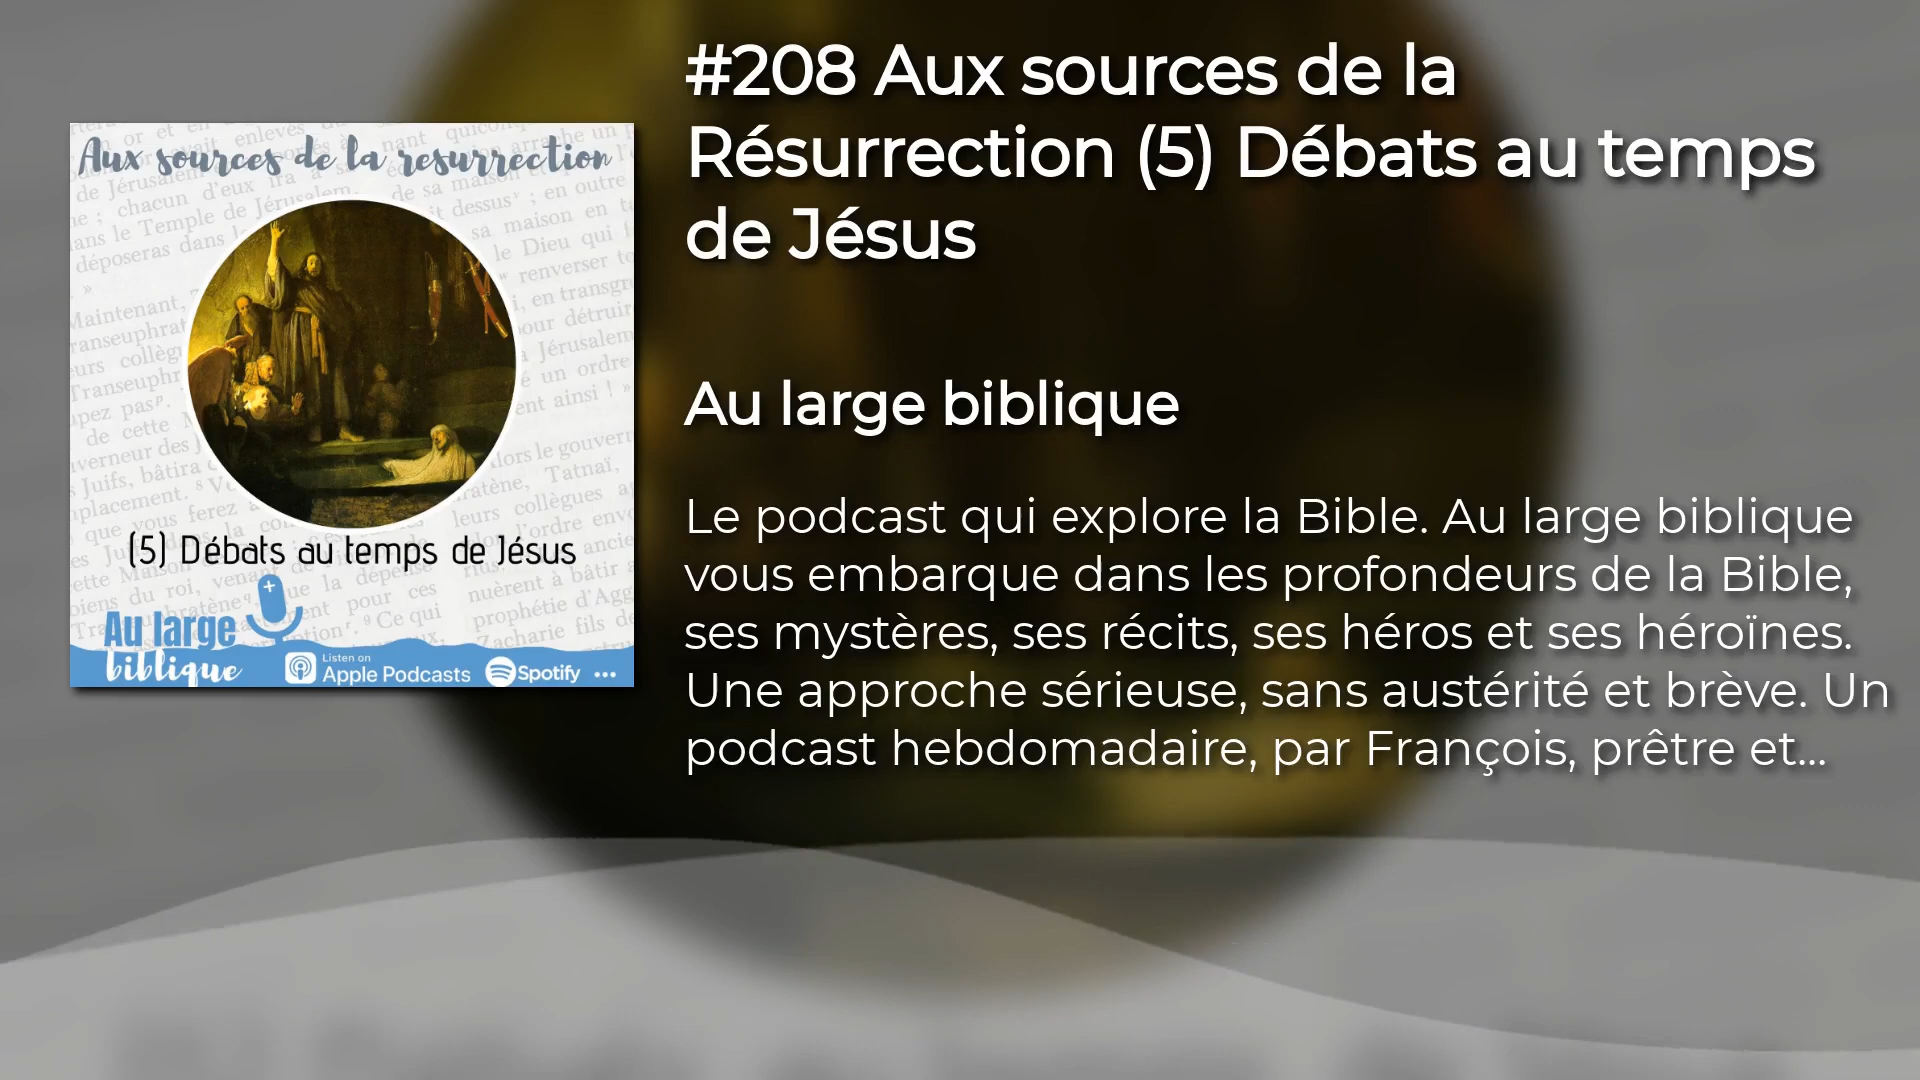 #208 Aux sources de la
Résurrection (5) Débats au temps
de Jésus
Au large biblique
Le podcast qui explore la Bible. Au large biblique
vous embarque dans les profondeurs de la Bible,
ses mystères, ses récits, ses héros et ses héroïnes.
Une approche sérieuse, sans austérité et brève. Un
podcast hebdomadaire, par François, prêtre et...
Aux sources de la resurrection
(5) Débats au temps de Jésus
Au large
biblique
Listen on
Apple Podcasts
Spotify